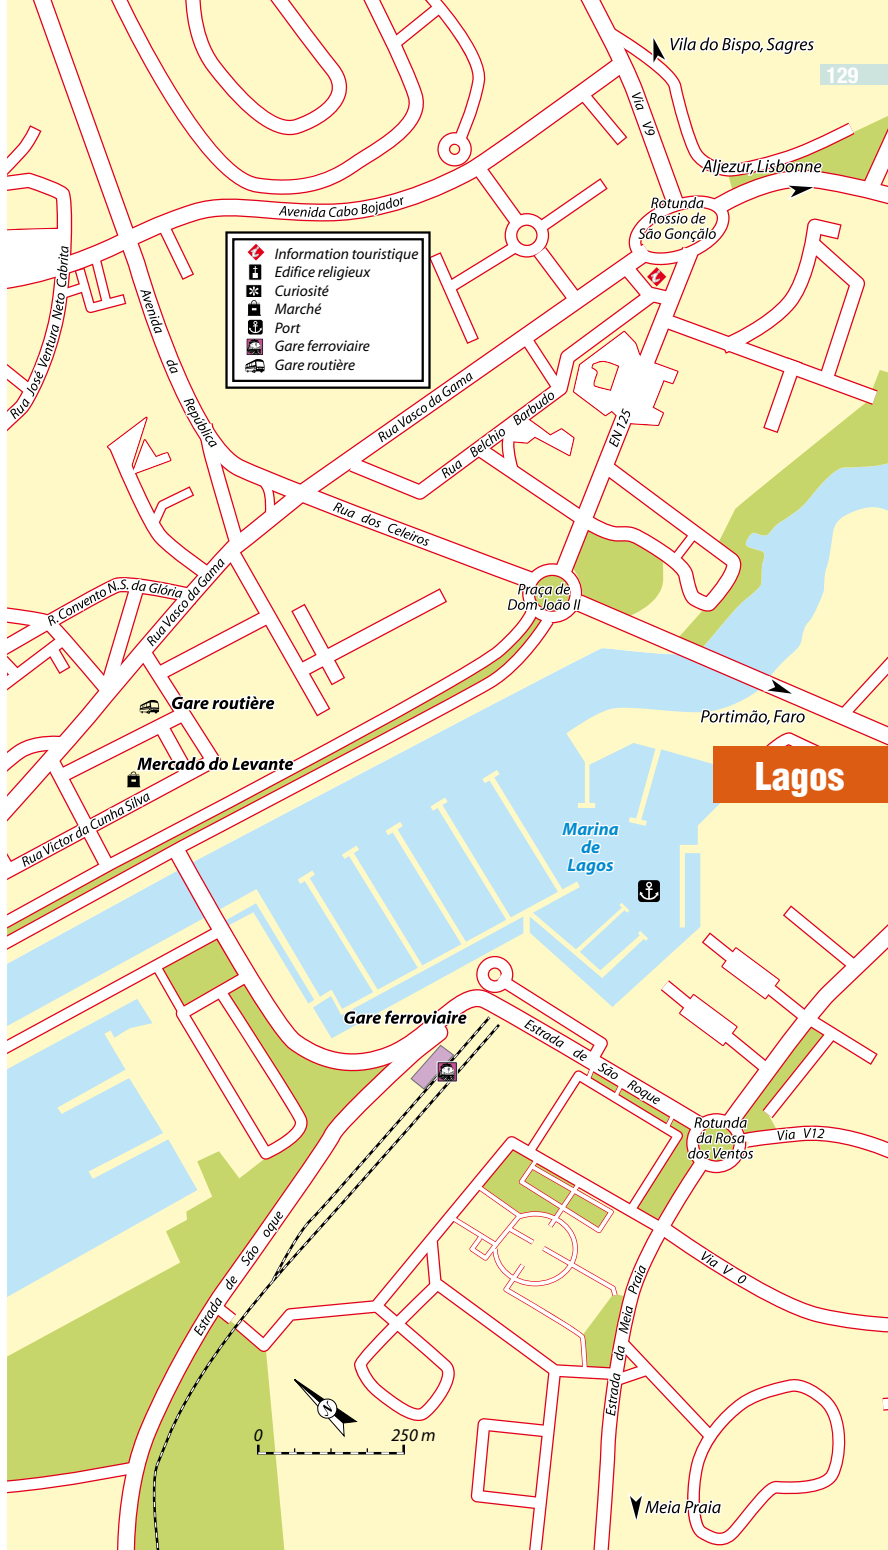 Vila do Bispo, Sagres
129
Via V9
Aljezur, Lisbonne
Rotunda
Rossio de
São Gonçalo
Avenida Cabo Bojador
Information touristique
Edifice religieux
Curiosité
Marché
Port
Gare ferroviaire
Gare routière
Rua José Ventura Neto Cabrita
Avenida da República
Rua Vasco da Gama
Rua Belchio Barbudo
EN 125
Rua dos Celeiros
Praça de
Dom João II
R. Convento N.S. da Glória
Rua Vasco da Gama
Gare routière
Portimão, Faro
Mercado do Levante
Lagos
Rua Victor da Cunha Silva
Marina
de
Lagos
Gare ferroviaire
Estrada de São Roque
Rotunda
da Rosa
dos Ventos
Via V12
Estrada de São oque
Via V 0
Estrada da Meia Praia
N
0 250 m
Meia Praia